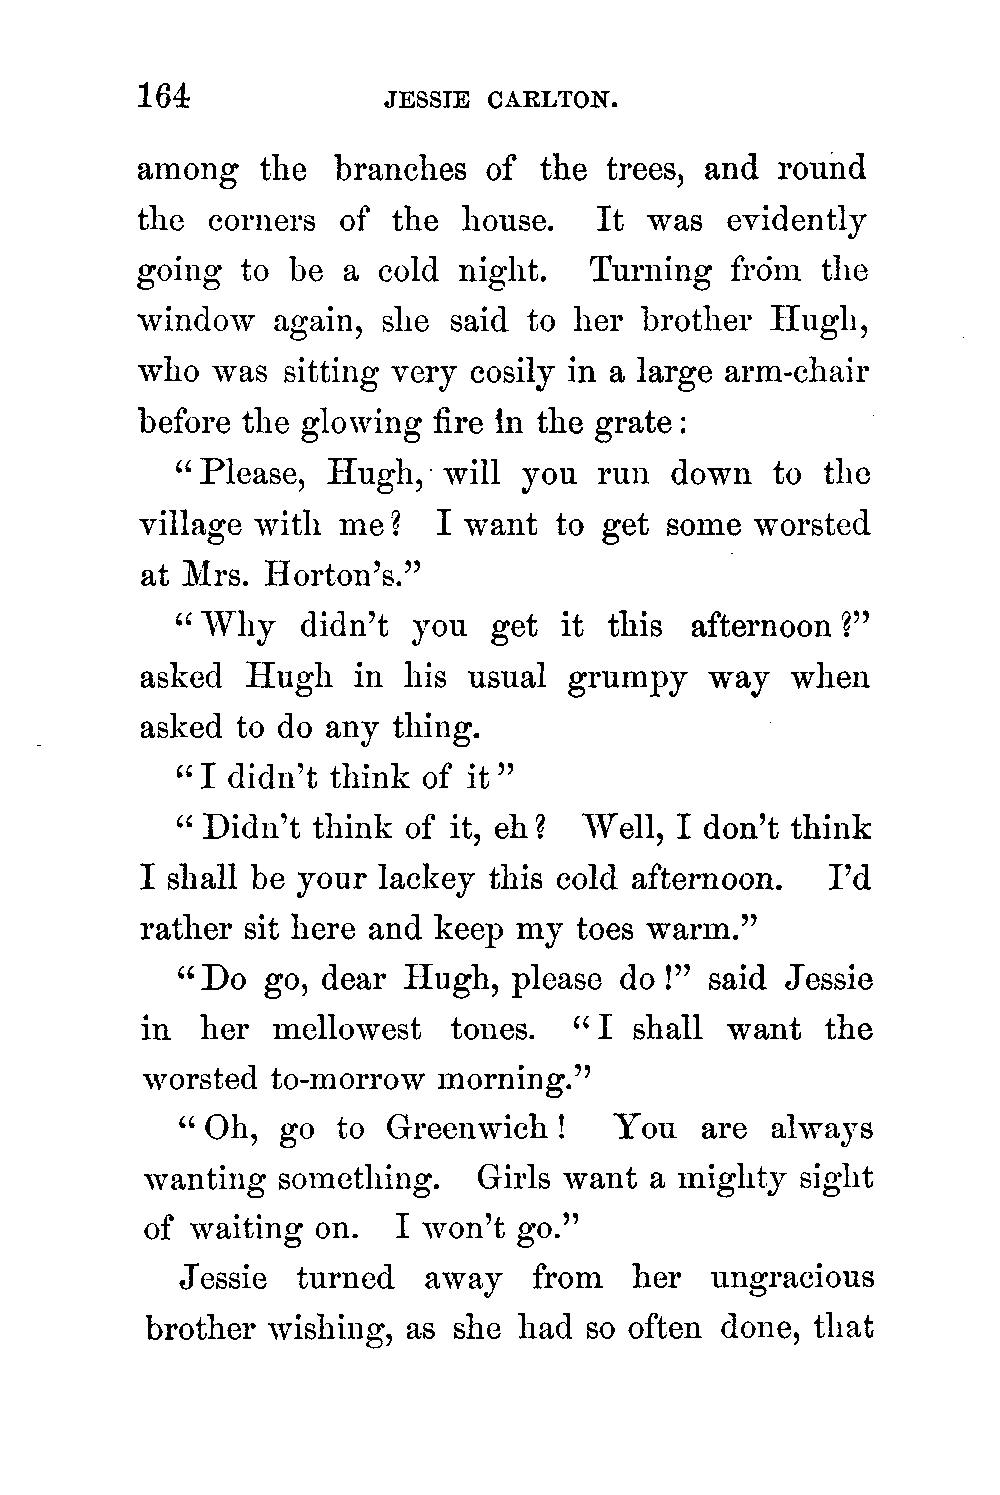 164 JESSIE CARLTON.
among the branches of the trees, and round
the corners of the house. It was evidently
going to be a cold night. Turning from the
window again, she said to her brother Hugh,
who was sitting very cosily in a large arm-chair
before the glowing fire in the grate:
"Please, Hugh, will you run down to the
village with me? I want to get some worsted
at Mrs. Horton's."
"Why didn't you get it this afternoon?"
asked Hugh in his usual grumpy way when
asked to do any thing.
"I didn't think of it"
"Didn't think of it, eh? Well, I don't think
I shall be your lackey this cold afternoon. I'd
rather sit here and keep my toes warm."
"Do go, dear Hugh, please do!" said Jessie
in her mellowest tones. "I shall want the
worsted to-morrow morning."
"Oh, go to Greenwich! You are always
wanting something. Girls want a mighty sight
of waiting on. I won't go."
Jessie turned away from her ungracious
brother wishing, as she had so often done, that